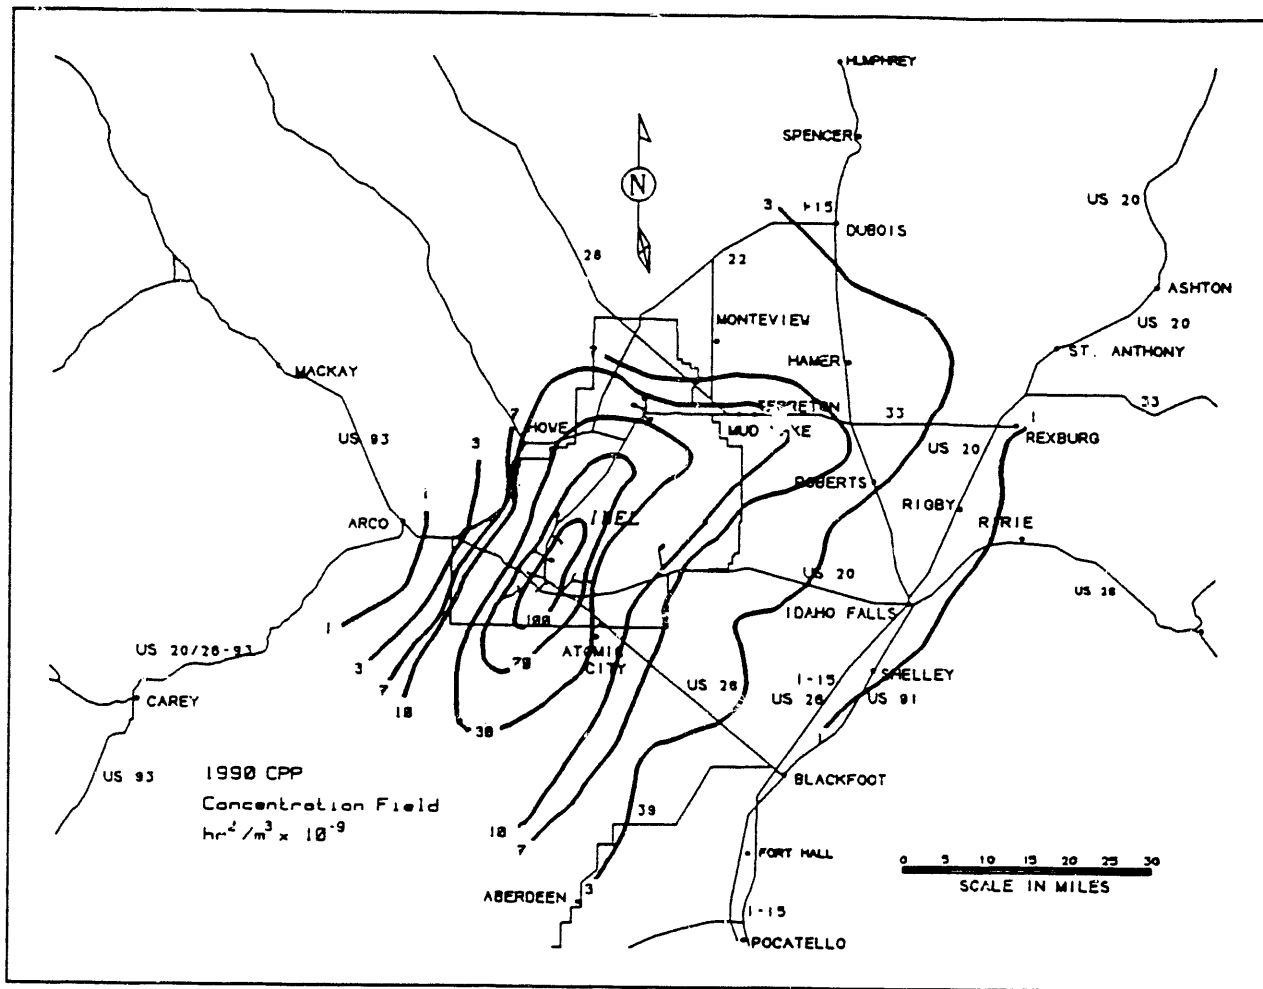 HUMPHREY
SPENCER
N
US 20
3
I-15
DUBOIS
28
22
ASHTON
US 20
MONTEVIEW
ST. ANTHONY
HAMER
7
MACKAY
33
7
HOWE
33
1
REXBURG
US 93
3
MUD LAKE
US 20
1
ROBERTS
RIGBY
ARCO
INEL
RIRIE
US 20
US 26
IDAHO FALLS
100
1
US 20/26-93
3
70
ATOMIC
CITY
SHELLEY
7
US 26
I-15
US 26
US 91
CAREY
10
30
1
US 93
1990 CPP
BLACKFOOT
Concentration Field
39
hr²/m³ x 10⁻⁹
10
7
FORT HALL
0 5 10 15 20 25 30
SCALE IN MILES
3
ABERDEEN
I-15
POCATELLO